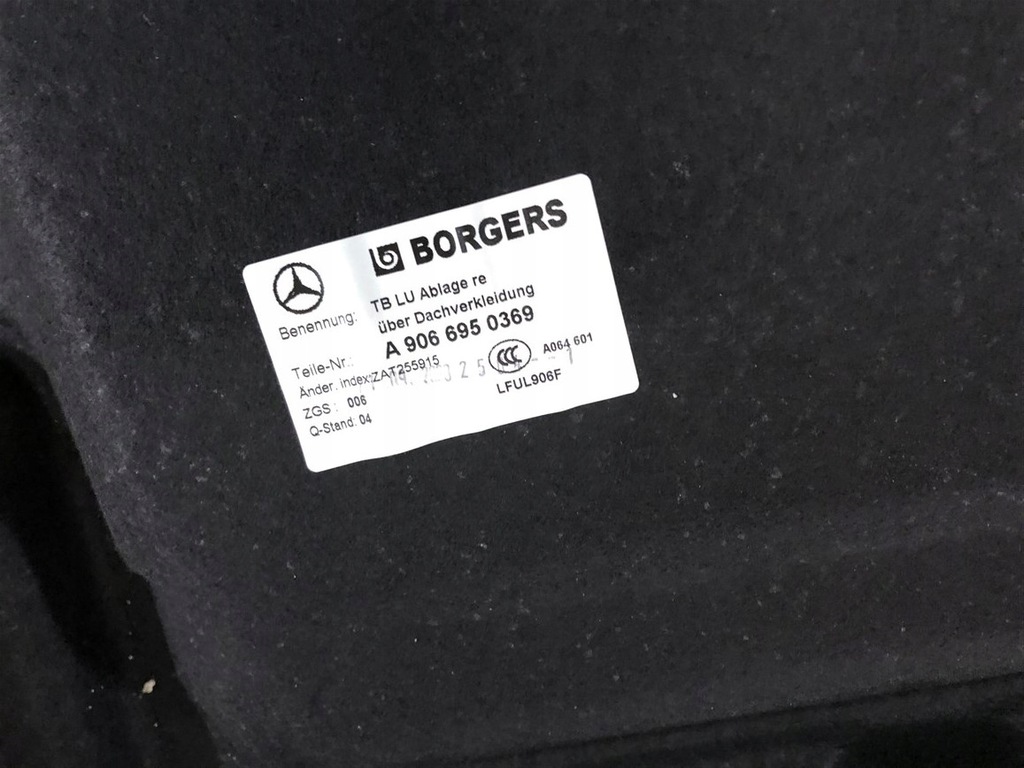 BORGERS
Benennung: TB LU Ablage re
über Dachverkleidung
Teile-Nr.: A 906 695 0369
Änder. index: ZAT255915
CCC A064 601
ZGS: 006
LFUL906F
Q-Stand: 04